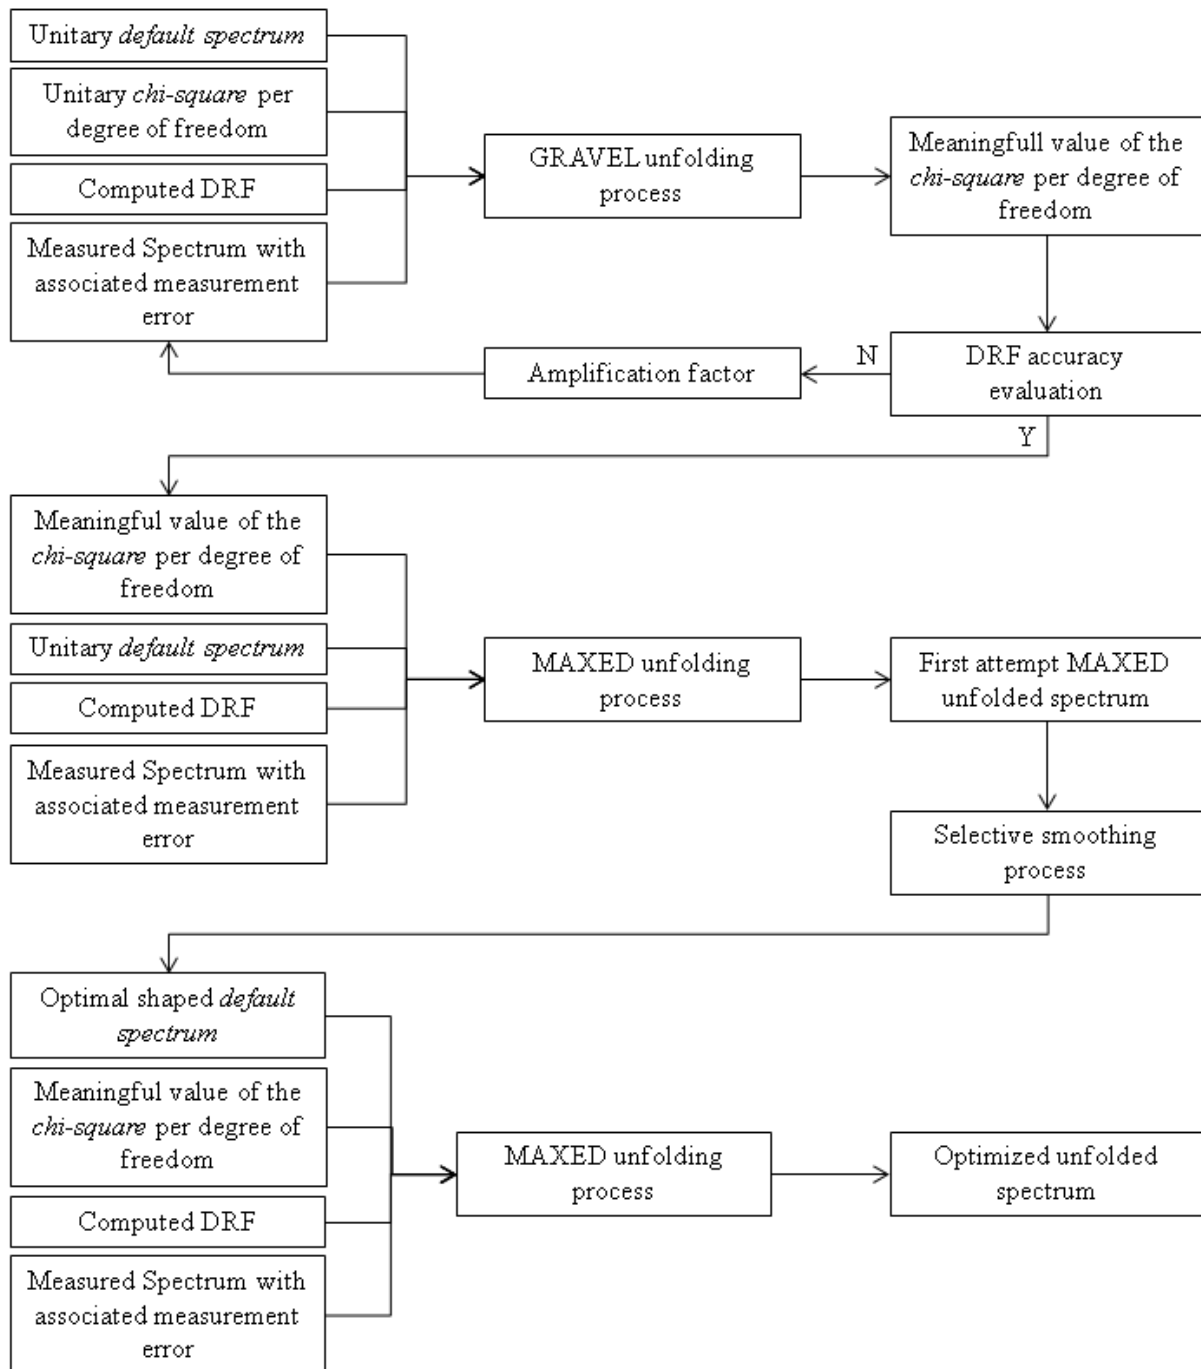 Unitary default spectrum
Unitary chi-square per
degree of freedom
Computed DRF
Measured Spectrum with
associated measurement
error
GRAVEL unfolding
process
Meaningfull value of the
chi-square per degree of
freedom
DRF accuracy
evaluation
N
Amplification factor
Y
Meaningful value of the
chi-square per degree of
freedom
Unitary default spectrum
Computed DRF
Measured Spectrum with
associated measurement
error
MAXED unfolding
process
First attempt MAXED
unfolded spectrum
Selective smoothing
process
Optimal shaped default
spectrum
Meaningful value of the
chi-square per degree of
freedom
Computed DRF
Measured Spectrum with
associated measurement
error
MAXED unfolding
process
Optimized unfolded
spectrum